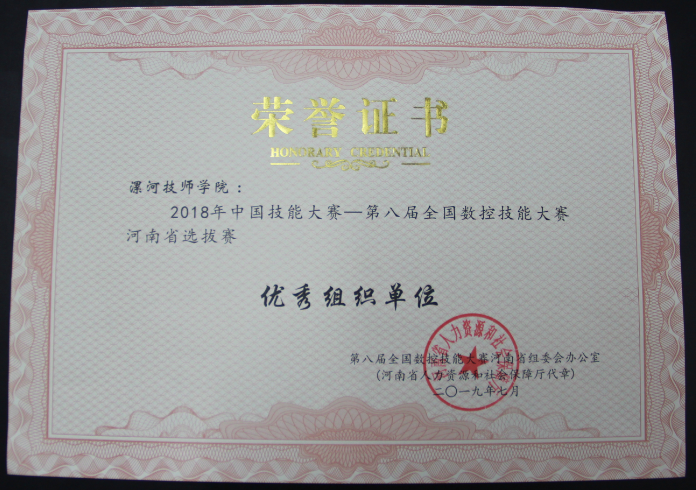 荣誉证书
HONORARY CREDENTIAL
漯河技师学院：
2018年中国技能大赛—第八届全国数控技能大赛
河南省选拔赛
优秀组织单位
第八届全国数控技能大赛河南省组委会办公室
(河南省人力资源和社会保障厅代章)
二〇一九年七月